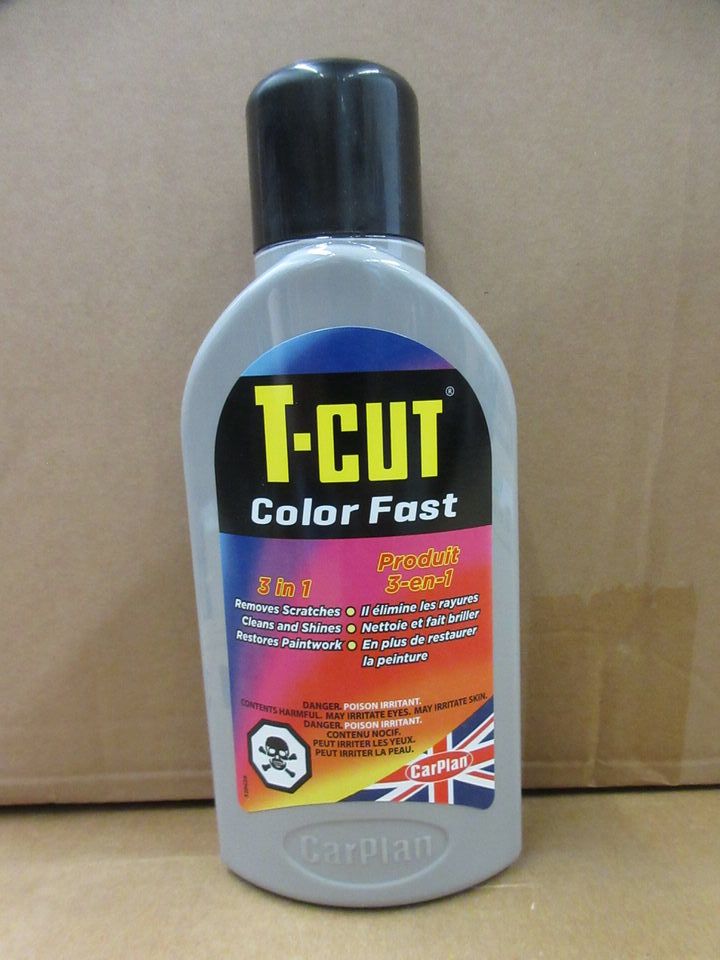 T-CUT®
Color Fast
3 in 1
Removes Scratches
Cleans and Shines
Restores Paintwork
Produit
3-en-1
Il élimine les rayures
Nettoie et fait briller
En plus de restaurer
la peinture
DANGER. POISON IRRITANT.
CONTENTS HARMFUL. MAY IRRITATE EYES. MAY IRRITATE SKIN.
DANGER. POISON IRRITANT.
CONTENU NOCIF.
PEUT IRRITER LES YEUX.
PEUT IRRITER LA PEAU.
CarPlan
CarPlan